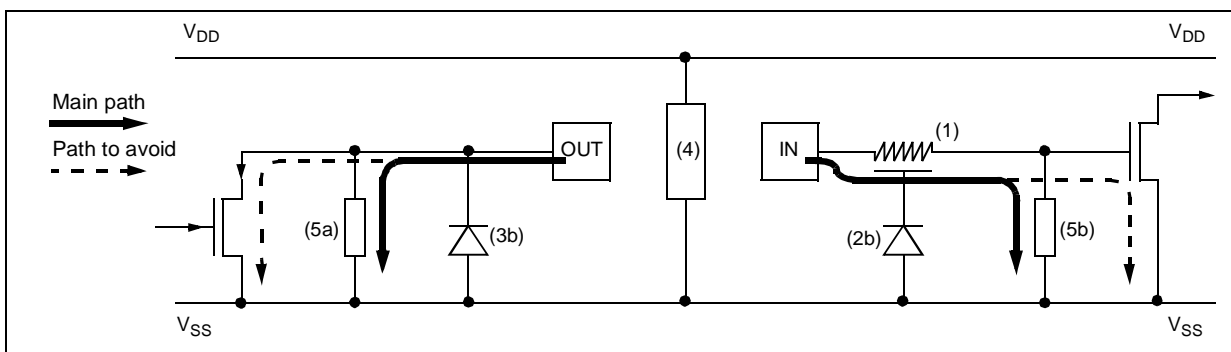 VDD
VDD
Main path
Path to avoid
OUT
(4)
IN
(1)
(5a)
(3b)
(2b)
(5b)
VSS
VSS